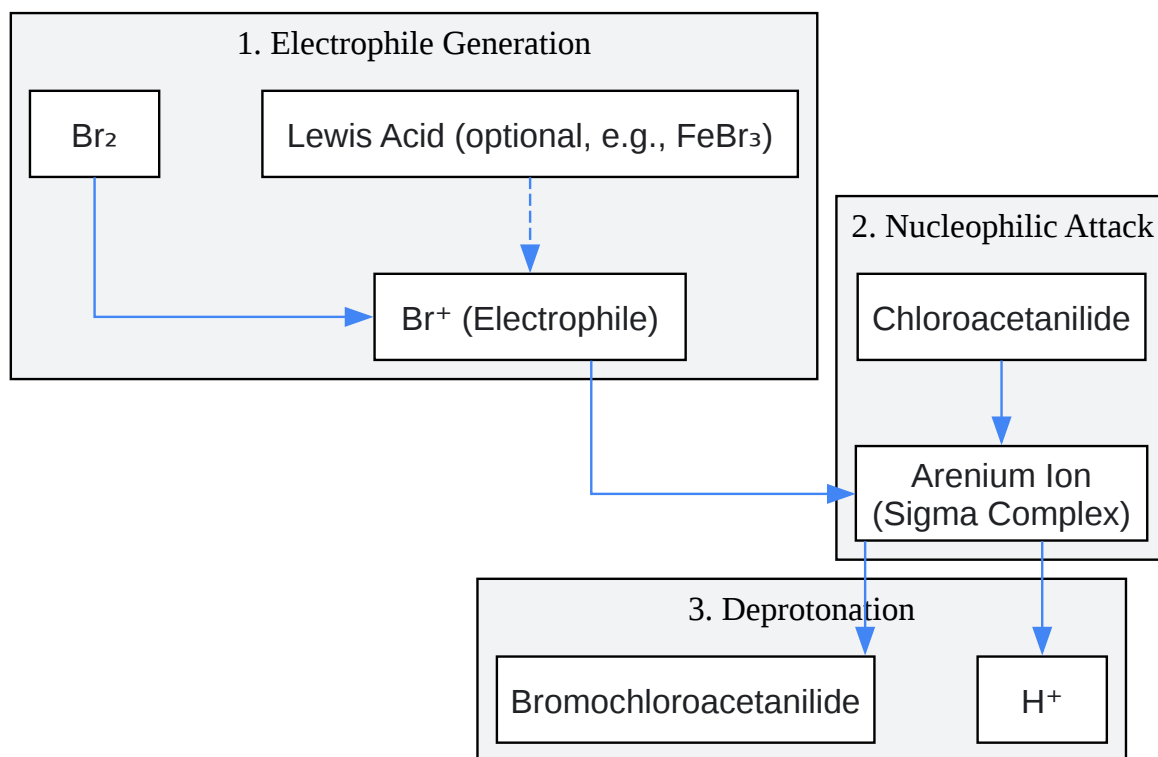 1. Electrophile Generation
Br₂
Lewis Acid (optional, e.g., FeBr₃)
Br⁺ (Electrophile)
2. Nucleophilic Attack
Chloroacetanilide
Arenium Ion
(Sigma Complex)
3. Deprotonation
Bromochloroacetanilide
H⁺